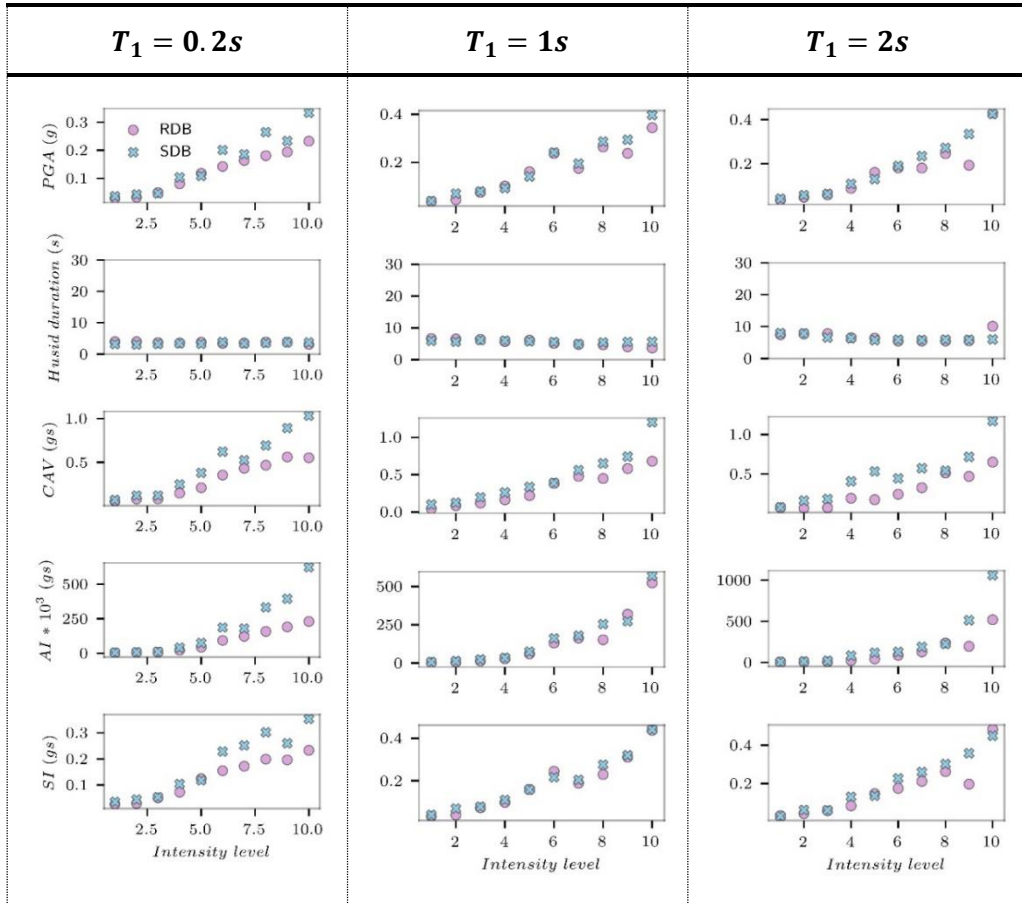 T₁ = 0.2s T₁ = 1s T₁ = 2s
PGA (g)
0.3
0.2
0.1
RDB
SDB
2.5 5.0 7.5 10.0
0.4
0.2
2 4 6 8 10
0.4
0.2
2 4 6 8 10
Husid duration (s)
30
20
10
0
2.5 5.0 7.5 10.0
30
20
10
0
2 4 6 8 10
30
20
10
0
2 4 6 8 10
CAV (gs)
1.0
0.5
2.5 5.0 7.5 10.0
1.0
0.5
0.0
2 4 6 8 10
1.0
0.5
2 4 6 8 10
AI * 10³ (gs)
500
250
0
2.5 5.0 7.5 10.0
500
250
0
2 4 6 8 10
1000
500
0
2 4 6 8 10
SI (gs)
0.3
0.2
0.1
2.5 5.0 7.5 10.0
Intensity level
0.4
0.2
2 4 6 8 10
Intensity level
0.4
0.2
2 4 6 8 10
Intensity level